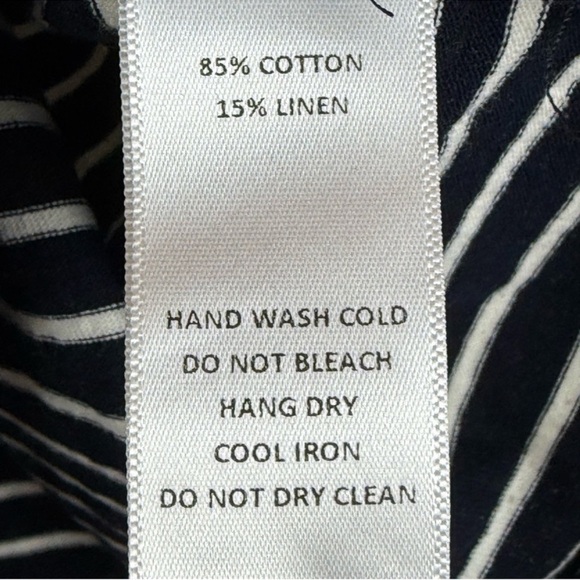 85% COTTON
15% LINEN
HAND WASH COLD
DO NOT BLEACH
HANG DRY
COOL IRON
DO NOT DRY CLEAN